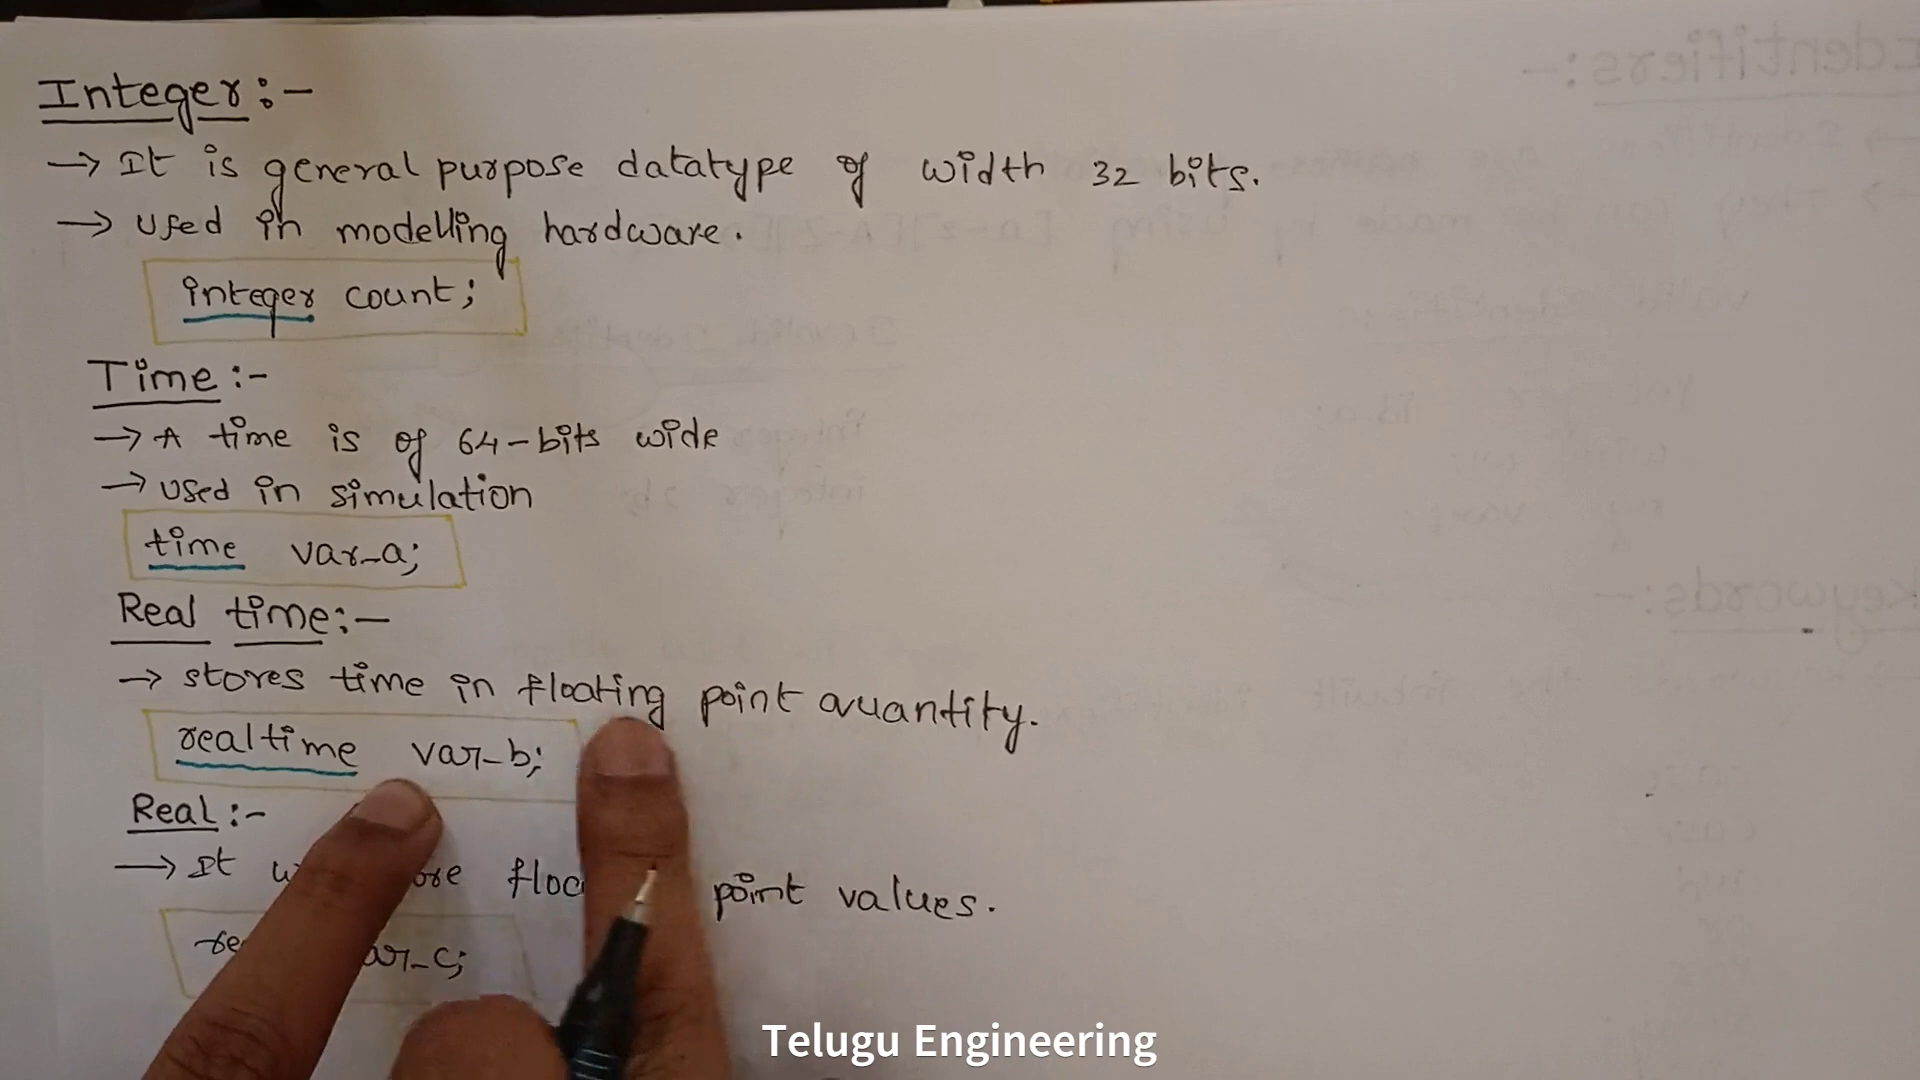 Integer:-
→ It is general purpose datatype of width 32 bits.
→ used in modelling hardware.
integer count;
Time:-
→ A time is of 64-bits wide
→ used in simulation
time var_a;
Real time:-
→ stores time in floating point quantity.
realtime var_b;
Real:-
→ It point values.
var_c;
Telugu Engineering